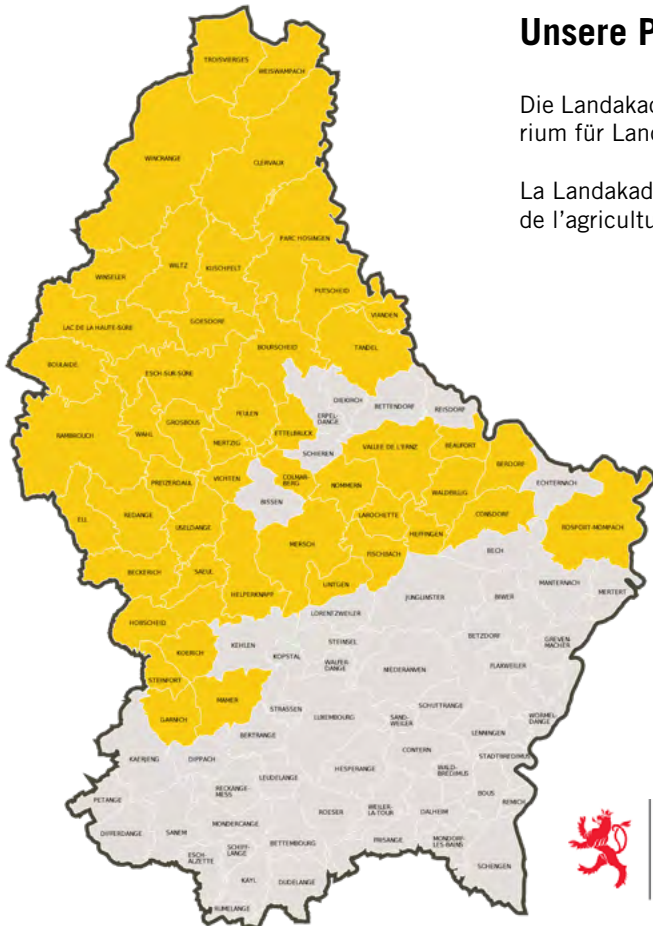 Unsere P
Die Landakad
rium für Land
La Landakad
de l'agricultu
TROISVIERGES
WEISWAMPACH
WINCRANGE
CLERVAUX
PARC HOSINGEN
WILTZ
KIISCHPELT
WINSELER
PUTSCHEID
VIANDEN
GOESDORF
LAC DE LA HAUTE-SÛRE
TANDEL
BOURSCHEID
BOULAIDE
ESCH-SUR-SÛRE
DIEKIRCH
BETTENDORF
REISDORF
ERPEL-
DANGE
FEULEN
GROSBOUS
RAMBROUCH
WAHL
ETTELBRUCK
MERTZIG
VALLEE DE L'ERNZ
BEAUFORT
SCHIEREN
BERDORF
VICHTEN
COLMAR-
BERG
NOMMERN
PREIZERDAUL
ECHTERNACH
WALDBILLIG
BISSEN
CONSDORF
ELL
REDANGE
USELDANGE
LAROCHETTE
ROSPORT-MOMPACH
HEFFINGEN
MERSCH
FISCHBACH
BECH
BECKERICH
SAEUL
LINTGEN
MANTERNACH
MERTERT
HELPERKNAPP
JUNGLINSTER
BIWER
LORENTZWEILER
HOBSCHEID
BETZDORF
GREVEN-
MACHER
KEHLEN
STEINSEL
KOERICH
KOPSTAL
WALFER-
DANGE
NIEDERANVEN
FLAXWEILER
STEINFORT
MAMER
STRASSEN
SCHUTTRANGE
GARNICH
LUXEMBOURG
SAND-
WEILER
WORMEL-
DANGE
BERTRANGE
LENNINGEN
CONTERN
KAERJENG
DIPPACH
STADTBREDIMUS
HESPERANGE
WALD-
BREDIMUS
LEUDELANGE
RECKANGE-
MESS
BOUS
REMICH
PETANGE
ROESER
WEILER-
LA-TOUR
DALHEIM
MONDERCANGE
DIFFERDANGE
SANEM
BETTEMBOURG
FRISANGE
MONDORF-
LES-BAINS
SCHIFF-
LANGE
ESCH-
ALZETTE
SCHENGEN
KAYL
DUDELANGE
RUMELANGE